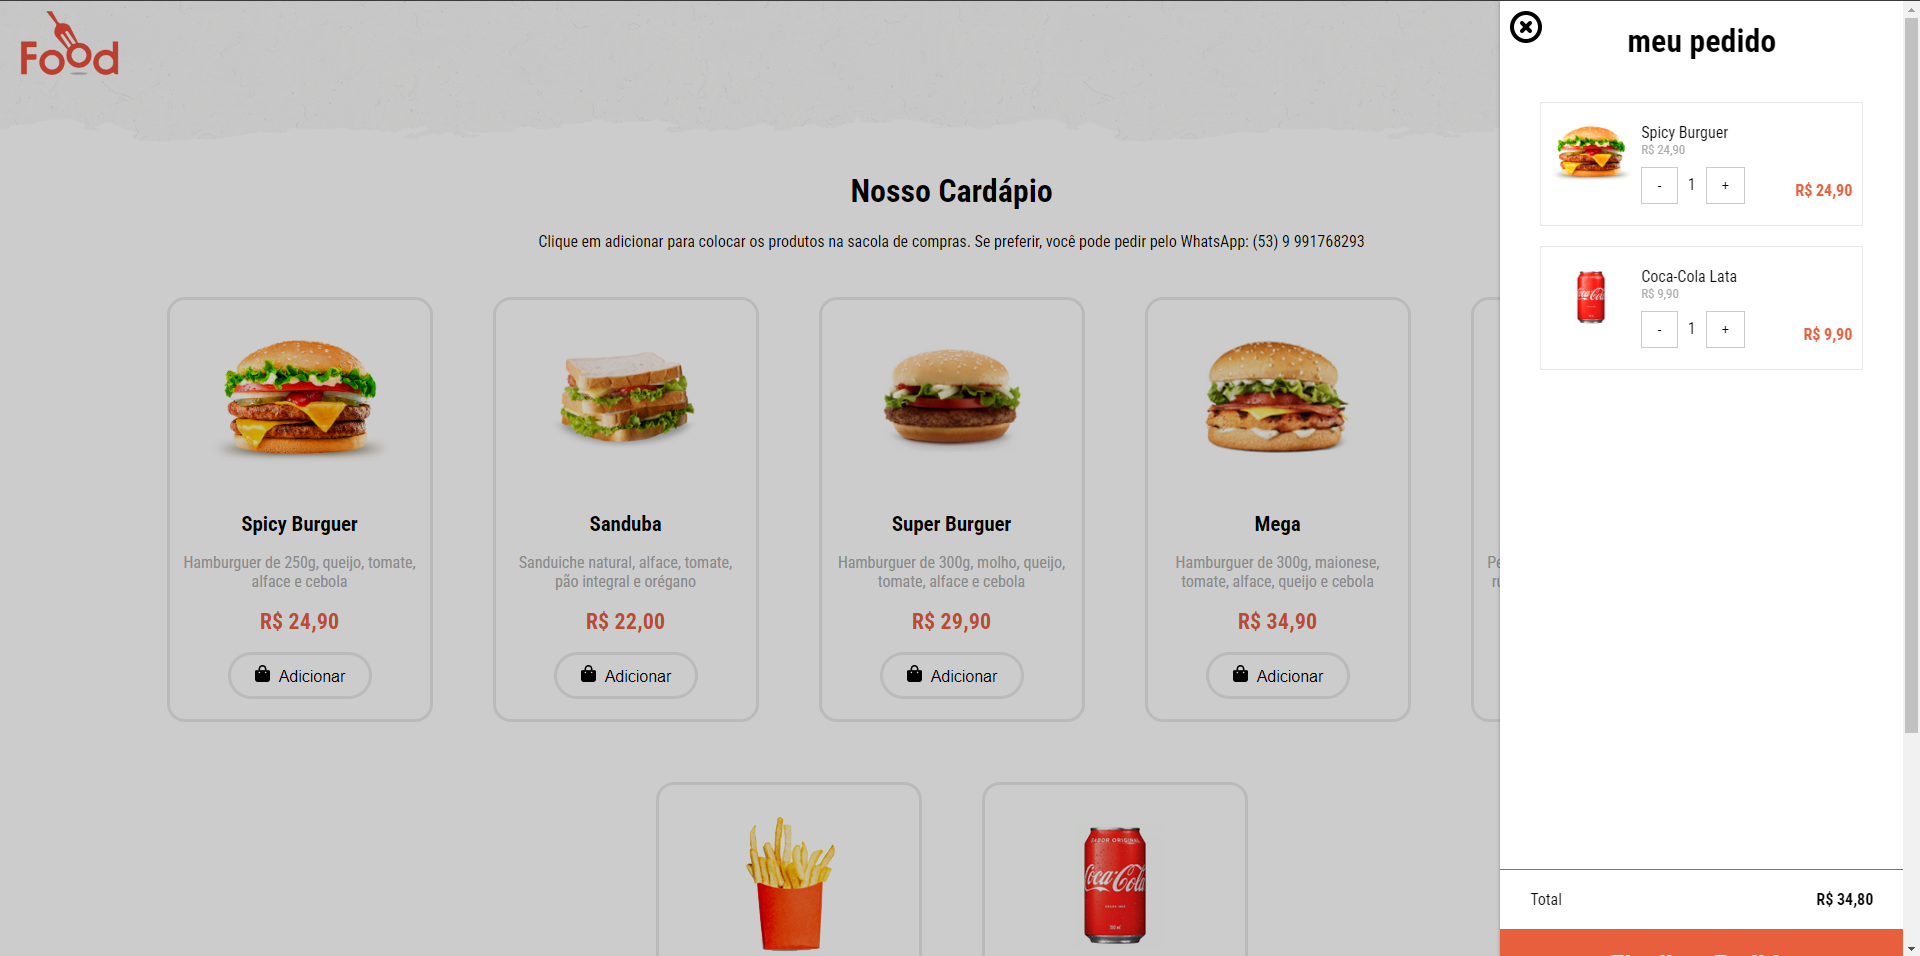 Food
Nosso Cardápio
Clique em adicionar para colocar os produtos na sacola de compras. Se preferir, você pode pedir pelo WhatsApp: (53) 9 991768293
Spicy Burguer
Hamburguer de 250g, queijo, tomate,
alface e cebola
R$ 24,90
Adicionar
Sanduba
Sanduiche natural, alface, tomate,
pão integral e orégano
R$ 22,00
Adicionar
Super Burguer
Hamburguer de 300g, molho, queijo,
tomate, alface e cebola
R$ 29,90
Adicionar
Mega
Hamburguer de 300g, maionese,
tomate, alface, queijo e cebola
R$ 34,90
Adicionar
Coca-Cola
meu pedido
Spicy Burguer
R$ 24,90
- 1 +
R$ 24,90
Coca-Cola Lata
R$ 9,90
- 1 +
R$ 9,90
Total
R$ 34,80